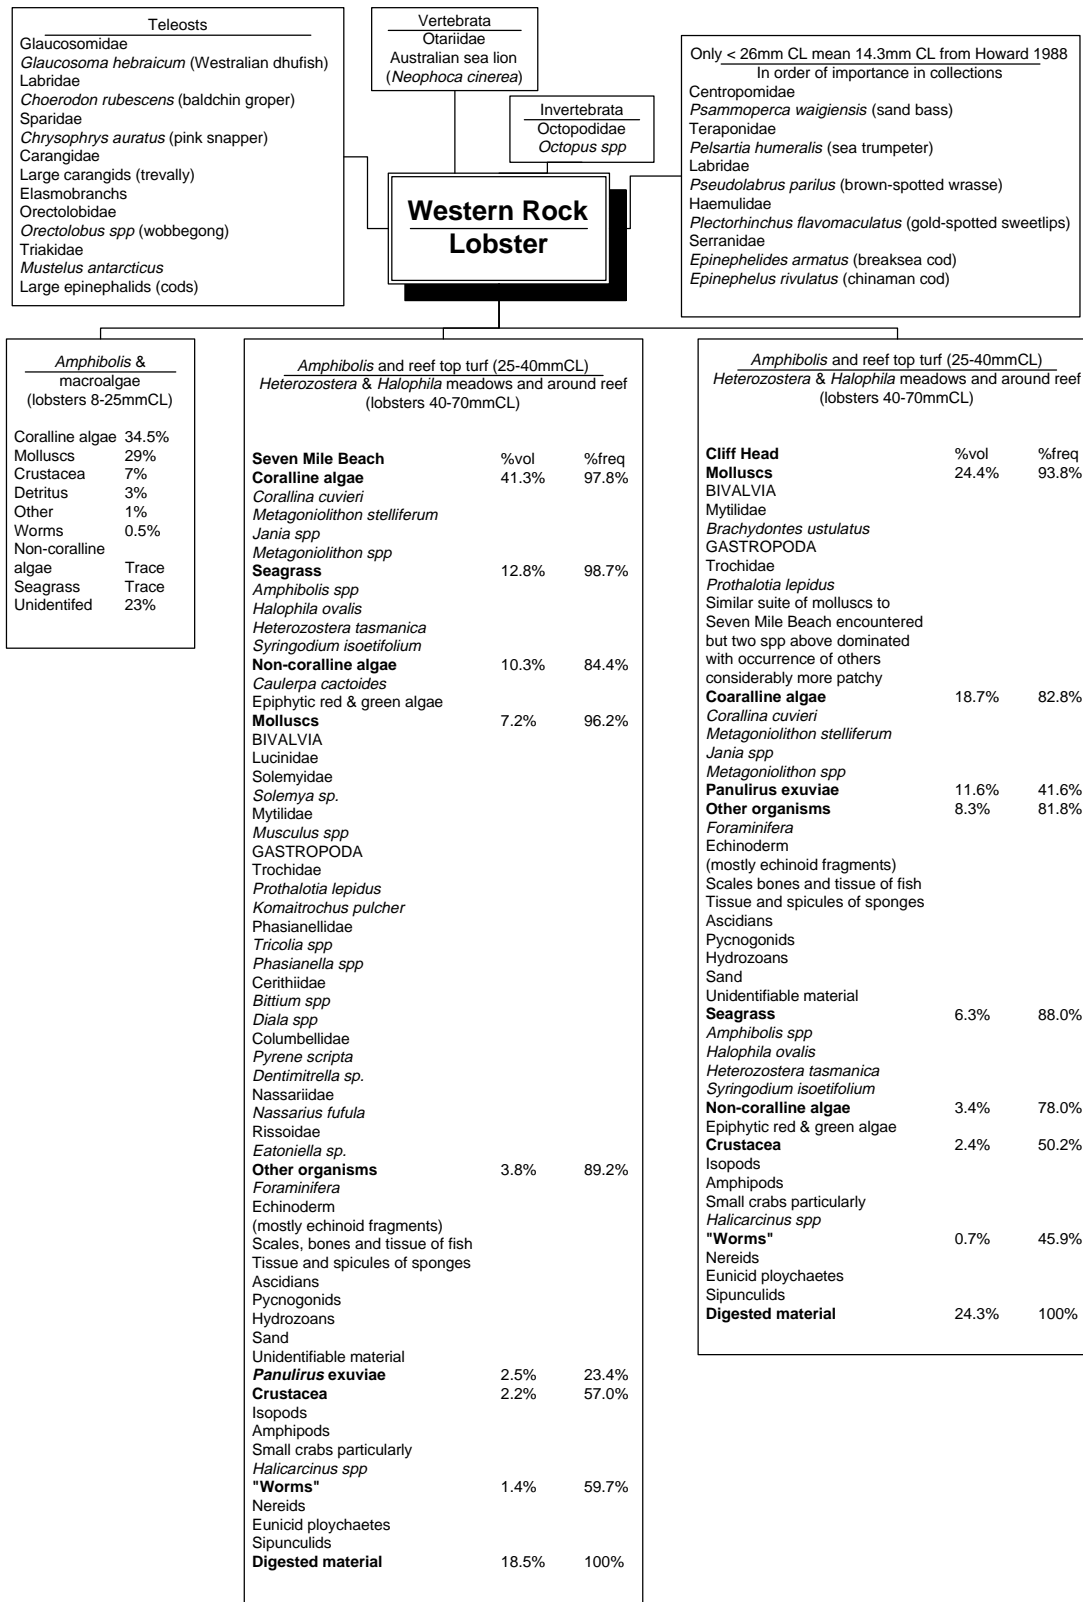 Teleosts
Glaucosomidae
Glaucosoma hebraicum (Westralian dhufish)
Labridae
Choerodon rubescens (baldchin groper)
Sparidae
Chrysophrys auratus (pink snapper)
Carangidae
Large carangids (trevally)
Elasmobranchs
Orectolobidae
Orectolobus spp (wobbegong)
Triakidae
Mustelus antarcticus
Large epinephalids (cods)
Vertebrata
Otariidae
Australian sea lion
(Neophoca cinerea)
Invertebrata
Octopodidae
Octopus spp
Only < 26mm CL mean 14.3mm CL from Howard 1988
In order of importance in collections
Centropomidae
Psammoperca waigiensis (sand bass)
Teraponidae
Pelsartia humeralis (sea trumpeter)
Labridae
Pseudolabrus parilus (brown-spotted wrasse)
Haemulidae
Plectorhinchus flavomaculatus (gold-spotted sweetlips)
Serranidae
Epinephelides armatus (breaksea cod)
Epinephelus rivulatus (chinaman cod)
Western Rock
Lobster
Amphibolis &
macroalgae
(lobsters 8-25mmCL)
Coralline algae 34.5%
Molluscs 29%
Crustacea 7%
Detritus 3%
Other 1%
Worms 0.5%
Non-coralline
algae Trace
Seagrass Trace
Unidentifed 23%
Amphibolis and reef top turf (25-40mmCL)
Heterozostera & Halophila meadows and around reef
(lobsters 40-70mmCL)
Seven Mile Beach %vol %freq
Coralline algae 41.3% 97.8%
Corallina cuvieri
Metagoniolithon stelliferum
Jania spp
Metagoniolithon spp
Seagrass 12.8% 98.7%
Amphibolis spp
Halophila ovalis
Heterozostera tasmanica
Syringodium isoetifolium
Non-coralline algae 10.3% 84.4%
Caulerpa cactoides
Epiphytic red & green algae
Molluscs 7.2% 96.2%
BIVALVIA
Lucinidae
Solemyidae
Solemya sp.
Mytilidae
Musculus spp
GASTROPODA
Trochidae
Prothalotia lepidus
Komaitrochus pulcher
Phasianellidae
Tricolia spp
Phasianella spp
Cerithiidae
Bittium spp
Diala spp
Columbellidae
Pyrene scripta
Dentimitrella sp.
Nassariidae
Nassarius fufula
Rissoidae
Eatoniella sp.
Other organisms 3.8% 89.2%
Foraminifera
Echinoderm
(mostly echinoid fragments)
Scales, bones and tissue of fish
Tissue and spicules of sponges
Ascidians
Pycnogonids
Hydrozoans
Sand
Unidentifiable material
Panulirus exuviae 2.5% 23.4%
Crustacea 2.2% 57.0%
Isopods
Amphipods
Small crabs particularly
Halicarcinus spp
"Worms" 1.4% 59.7%
Nereids
Eunicid ploychaetes
Sipunculids
Digested material 18.5% 100%
Amphibolis and reef top turf (25-40mmCL)
Heterozostera & Halophila meadows and around reef
(lobsters 40-70mmCL)
Cliff Head %vol %freq
Molluscs 24.4% 93.8%
BIVALVIA
Mytilidae
Brachydontes ustulatus
GASTROPODA
Trochidae
Prothalotia lepidus
Similar suite of molluscs to
Seven Mile Beach encountered
but two spp above dominated
with occurrence of others
considerably more patchy
Coaralline algae 18.7% 82.8%
Corallina cuvieri
Metagoniolithon stelliferum
Jania spp
Metagoniolithon spp
Panulirus exuviae 11.6% 41.6%
Other organisms 8.3% 81.8%
Foraminifera
Echinoderm
(mostly echinoid fragments)
Scales bones and tissue of fish
Tissue and spicules of sponges
Ascidians
Pycnogonids
Hydrozoans
Sand
Unidentifiable material
Seagrass 6.3% 88.0%
Amphibolis spp
Halophila ovalis
Heterozostera tasmanica
Syringodium isoetifolium
Non-coralline algae 3.4% 78.0%
Epiphytic red & green algae
Crustacea 2.4% 50.2%
Isopods
Amphipods
Small crabs particularly
Halicarcinus spp
"Worms" 0.7% 45.9%
Nereids
Eunicid ploychaetes
Sipunculids
Digested material 24.3% 100%